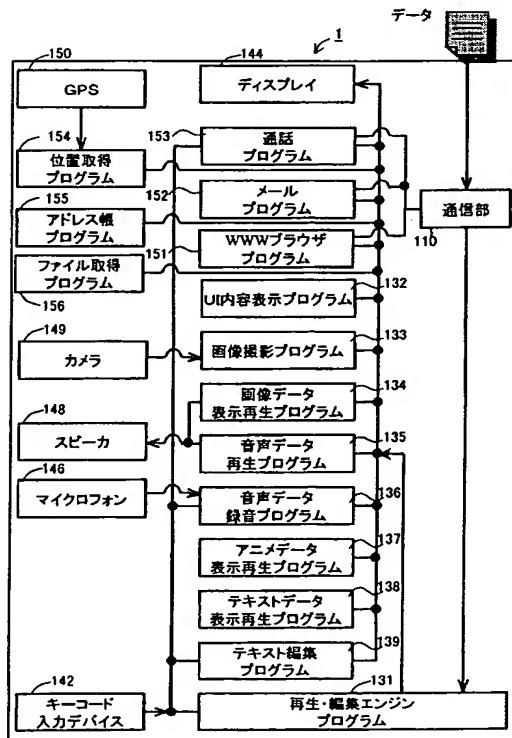 データ
1
150
GPS
144
ディスプレイ
153
通話
プログラム
154
位置取得
プログラム
152
メール
プログラム
通信部
110
155
アドレス帳
プログラム
151
WWWブラウザ
プログラム
ファイル取得
プログラム
156
132
UI内容表示プログラム
149
カメラ
133
画像撮影プログラム
134
画像データ
表示再生プログラム
148
スピーカ
135
音声データ
再生プログラム
146
マイクロフォン
136
音声データ
録音プログラム
137
アニメデータ
表示再生プログラム
138
テキストデータ
表示再生プログラム
139
テキスト編集
プログラム
142
キーコード
入力デバイス
131
再生・編集エンジン
プログラム